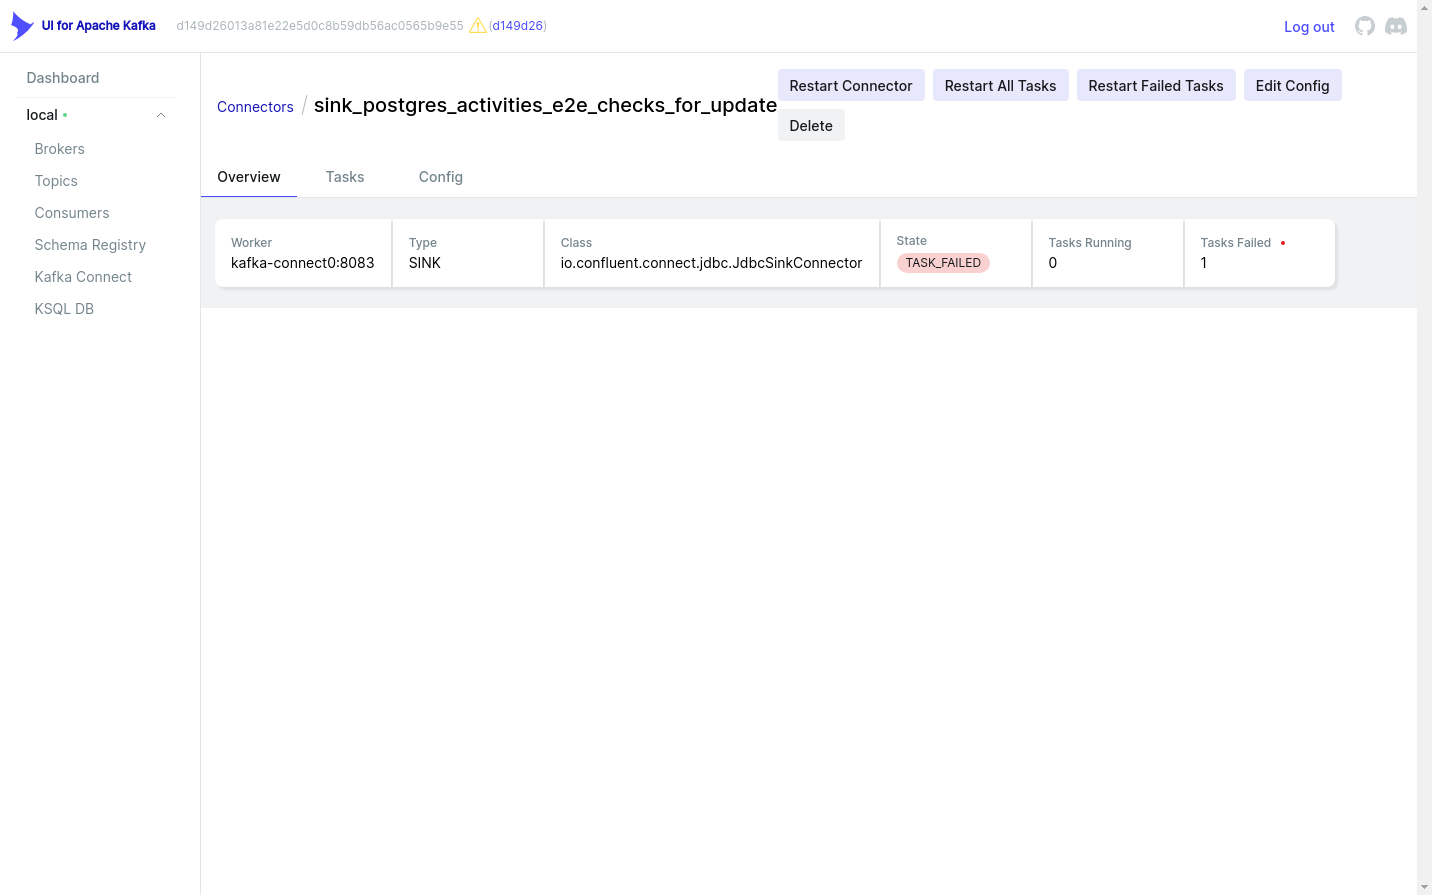 UI for Apache Kafka
d149d26013a81e22e5d0c8b59db56ac0565b9e55
(d149d26)
Log out
Dashboard
local
Brokers
Topics
Consumers
Schema Registry
Kafka Connect
KSQL DB
Connectors / sink_postgres_activities_e2e_checks_for_update
Restart Connector
Restart All Tasks
Restart Failed Tasks
Edit Config
Delete
Overview
Tasks
Config
Worker
kafka-connect0:8083
Type
SINK
Class
io.confluent.connect.jdbc.JdbcSinkConnector
State
TASK_FAILED
Tasks Running
0
Tasks Failed
1